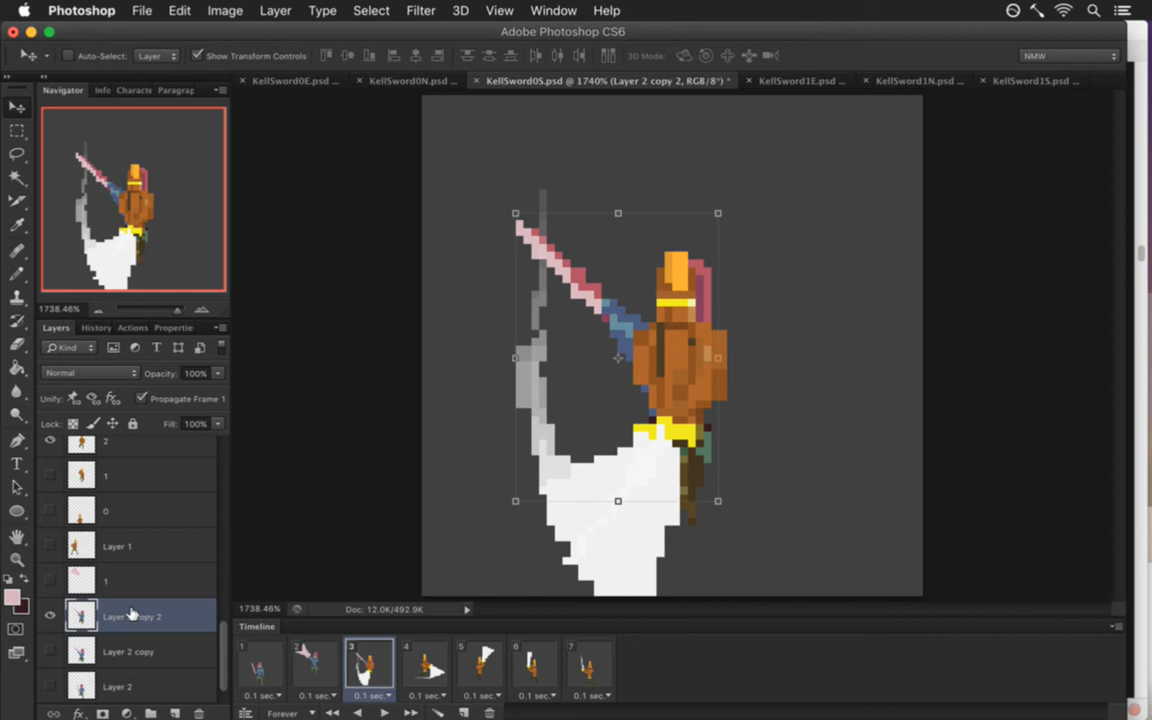 Photoshop File Edit Image Layer Type Select Filter 3D View Window Help
Adobe Photoshop CS6
Auto-Select: Layer Show Transform Controls 3D Mode: NMW
KellSword0E.psd ... KellSword0N.psd ... KellSword0S.psd @ 1740% (Layer 2 copy 2, RGB/8*) * KellSword1E.psd ... KellSword1N.psd ... KellSword1S.psd ...
Navigator Info Characte Paragrap
1738.46%
Layers History Actions Propertie
Kind
Normal Opacity: 100%
Unify: Propagate Frame 1
Lock: Fill: 100%
2
1
0
Layer 1
1
Layer 2 copy 2
Layer 2 copy
Layer 2
1738.46% Doc: 12.0K/492.9K
Timeline
1 2 3 4 5 6 7
0.1 sec. 0.1 sec. 0.1 sec. 0.1 sec. 0.1 sec. 0.1 sec. 0.1 sec.
Forever